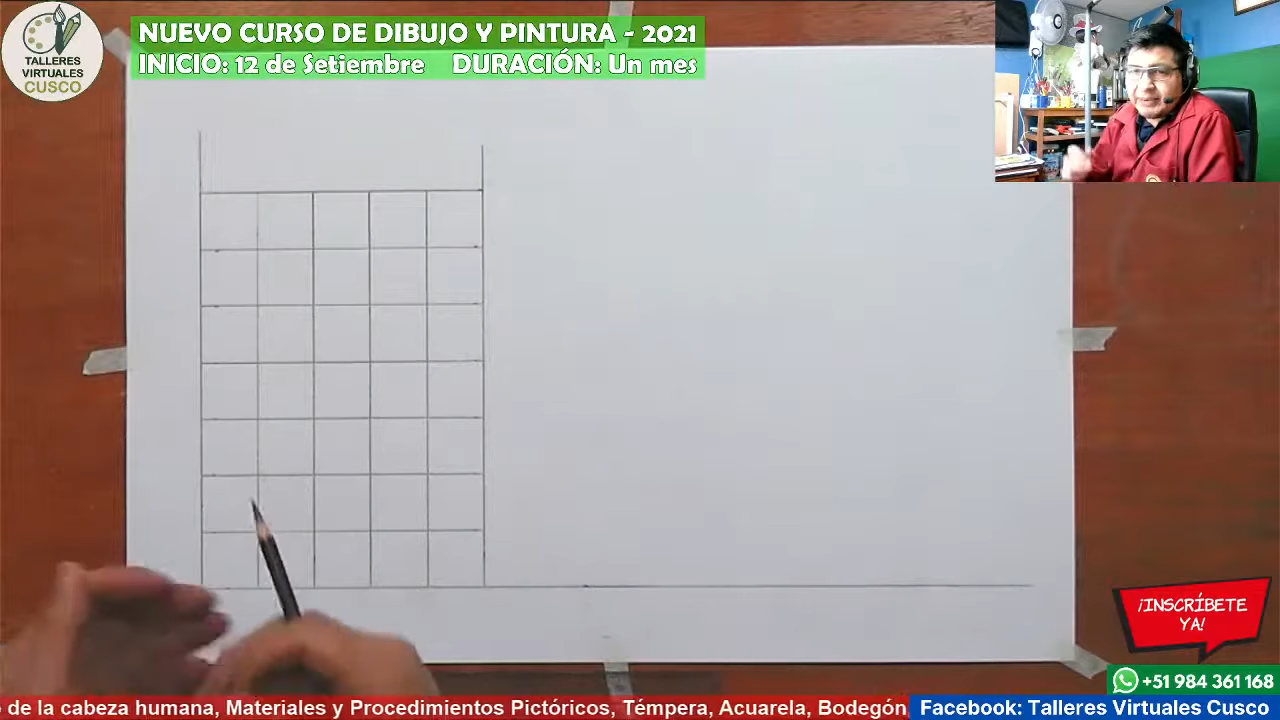 TALLERES
VIRTUALES
CUSCO
NUEVO CURSO DE DIBUJO Y PINTURA - 2021
INICIO: 12 de Setiembre DURACIÓN: Un mes
¡INSCRÍBETE
YA!
+51 984 361 168
de la cabeza humana, Materiales y Procedimientos Pictóricos, Témpera, Acuarela, Bodegón,
Facebook: Talleres Virtuales Cusco